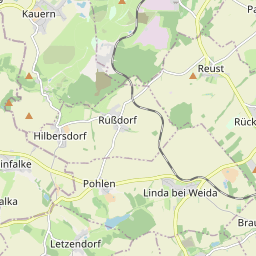 Kauern
Pa
Reust
Rußdorf
Rück
Hilbersdorf
infalke
Pohlen
Linda bei Weida
alka
Brau
Letzendorf